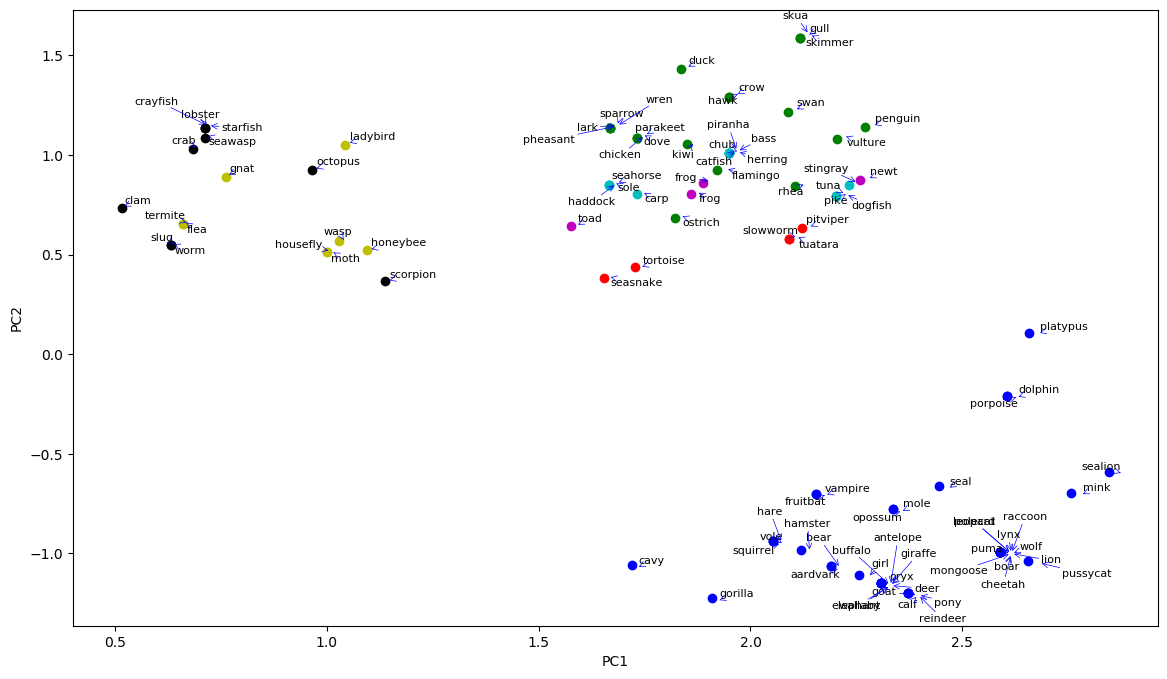 skua
gull
skimmer
1.5
duck
crow
hawk
swan
penguin
vulture
crayfish
lobster
starfish
seawasp
crab
ladybird
octopus
gnat
clam
termite
flea
slug
worm
wasp
housefly
moth
honeybee
scorpion
wren
sparrow
lark
pheasant
parakeet
dove
chicken
kiwi
piranha
chub
bass
herring
catfish
flamingo
frog
frog
seahorse
sole
haddock
carp
toad
ostrich
stingray
newt
tuna
pike
dogfish
rhea
pitviper
slowworm
tuatara
tortoise
seasnake
1.0
0.5
PC2
0.0
platypus
dolphin
porpoise
−0.5
sealion
mink
seal
vampire
fruitbat
mole
opossum
hare
vole
squirrel
hamster
bear
aardvark
buffalo
antelope
giraffe
girl
oryx
goat
deer
wallaby
calf
pony
reindeer
leopard
raccoon
lynx
wolf
puma
lion
mongoose
boar
cheetah
pussycat
−1.0
cavy
gorilla
0.5
1.0
1.5
2.0
2.5
PC1